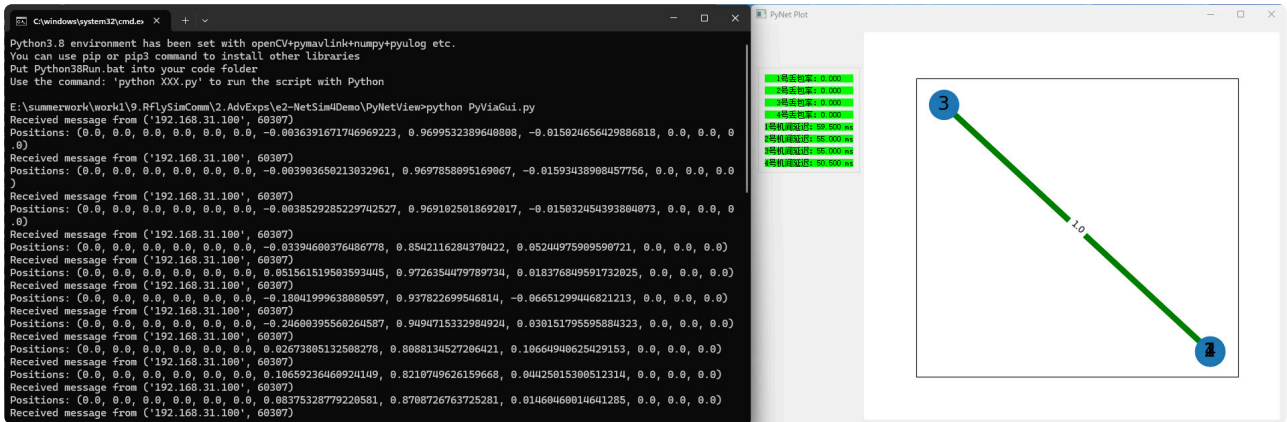 C:\windows\system32\cmd.ex
Python3.8 environment has been set with openCV+pymavlink+numpy+pyulog etc.
You can use pip or pip3 command to install other libraries
Put Python38Run.bat into your code folder
Use the command: 'python XXX.py' to run the script with Python
E:\summerwork\work1\9.RflySimComm\2.AdvExps\e2-NetSim4Demo\PyNetView>python PyViaGui.py
Received message from ('192.168.31.100', 60307)
Positions: (0.0, 0.0, 0.0, 0.0, 0.0, 0.0, -0.0036391671746969223, 0.9699532389640808, -0.015024656429886818, 0.0, 0.0, 0
.0)
Received message from ('192.168.31.100', 60307)
Positions: (0.0, 0.0, 0.0, 0.0, 0.0, 0.0, -0.003903650213032961, 0.9697858095169067, -0.01593438908457756, 0.0, 0.0, 0.0
)
Received message from ('192.168.31.100', 60307)
Positions: (0.0, 0.0, 0.0, 0.0, 0.0, 0.0, -0.0038529285229742527, 0.9691025018692017, -0.015032454393804073, 0.0, 0.0, 0
.0)
Received message from ('192.168.31.100', 60307)
Positions: (0.0, 0.0, 0.0, 0.0, 0.0, 0.0, -0.03394600376486778, 0.8542116284370422, 0.05244975909590721, 0.0, 0.0, 0.0)
Received message from ('192.168.31.100', 60307)
Positions: (0.0, 0.0, 0.0, 0.0, 0.0, 0.0, 0.051561519503593445, 0.9726354479789734, 0.018376849591732025, 0.0, 0.0, 0.0)
Received message from ('192.168.31.100', 60307)
Positions: (0.0, 0.0, 0.0, 0.0, 0.0, 0.0, -0.18041999638080597, 0.937822699546814, -0.06651299446821213, 0.0, 0.0, 0.0)
Received message from ('192.168.31.100', 60307)
Positions: (0.0, 0.0, 0.0, 0.0, 0.0, 0.0, -0.24600395560264587, 0.9494715332984924, 0.030151795595884323, 0.0, 0.0, 0.0)
Received message from ('192.168.31.100', 60307)
Positions: (0.0, 0.0, 0.0, 0.0, 0.0, 0.0, 0.02673805132508278, 0.8088134527206421, 0.10664940625429153, 0.0, 0.0, 0.0)
Received message from ('192.168.31.100', 60307)
Positions: (0.0, 0.0, 0.0, 0.0, 0.0, 0.0, 0.10659236460924149, 0.8210749626159668, 0.04425015300512314, 0.0, 0.0, 0.0)
Received message from ('192.168.31.100', 60307)
Positions: (0.0, 0.0, 0.0, 0.0, 0.0, 0.0, 0.08375328779220581, 0.8708726763725281, 0.01460460014641285, 0.0, 0.0, 0.0)
Received message from ('192.168.31.100', 60307)
PyNet Plot
1号丢包率: 0.000
2号丢包率: 0.000
3号丢包率: 0.000
4号丢包率: 0.000
1号机间延迟: 59.500 ms
2号机间延迟: 55.000 ms
3号机间延迟: 55.000 ms
4号机间延迟: 50.500 ms
3
1.0